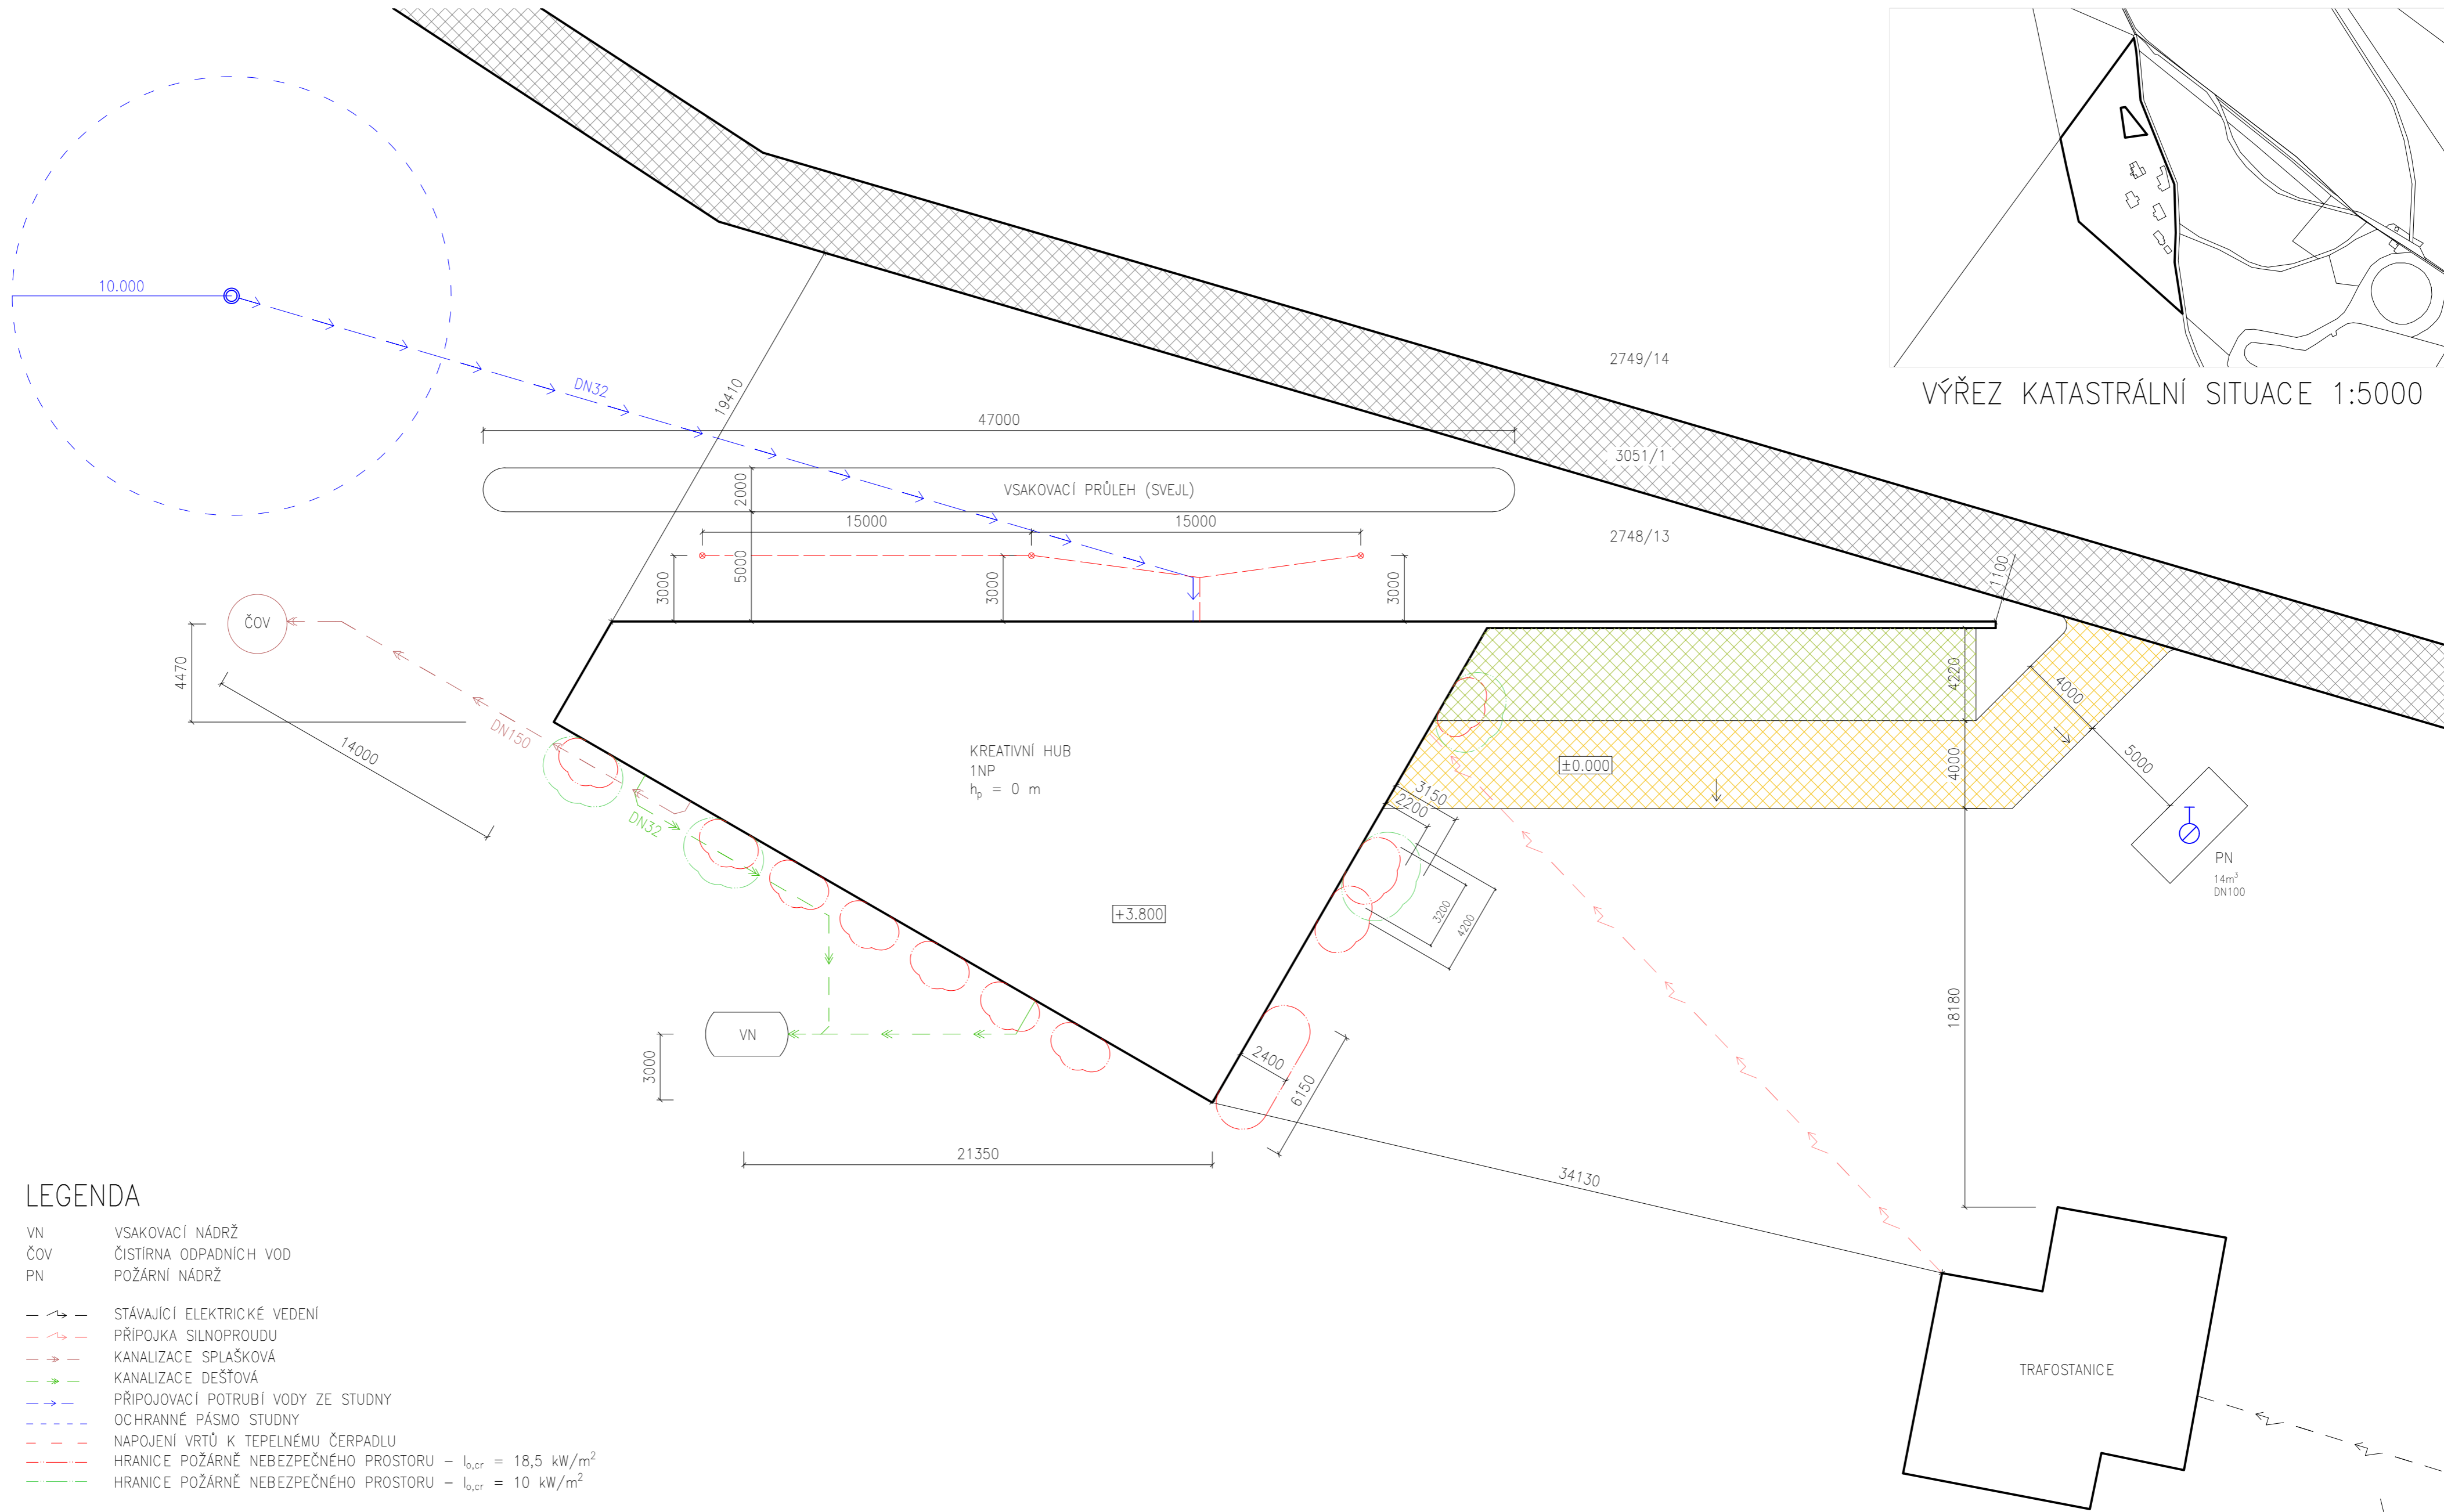 10.000
DN32
19410
47000
2000
VSAKOVACÍ PRŮLEH (SVEJL)
15000
15000
5000
3000
3000
3000
2749/14
3051/1
2748/13
VÝŘEZ KATASTRÁLNÍ SITUACE 1:5000
1100
ČOV
4470
14000
DN150
DN32
KREATIVNÍ HUB
1NP
hₚ = 0 m
+3.800
±0.000
4220
4000
4000
5000
3150
2200
3200
4200
PN
14m³
DN100
18180
VN
3000
2400
6150
21350
34130
TRAFOSTANICE
LEGENDA
VN VSAKOVACÍ NÁDRŽ
ČOV ČISTÍRNA ODPADNÍCH VOD
PN POŽÁRNÍ NÁDRŽ
STÁVAJÍCÍ ELEKTRICKÉ VEDENÍ
PŘÍPOJKA SILNOPROUDU
KANALIZACE SPLAŠKOVÁ
KANALIZACE DEŠŤOVÁ
PŘIPOJOVACÍ POTRUBÍ VODY ZE STUDNY
OCHRANNÉ PÁSMO STUDNY
NAPOJENÍ VRTŮ K TEPELNÉMU ČERPADLU
HRANICE POŽÁRNĚ NEBEZPEČNÉHO PROSTORU – I₀,cr = 18,5 kW/m²
HRANICE POŽÁRNĚ NEBEZPEČNÉHO PROSTORU – I₀,cr = 10 kW/m²